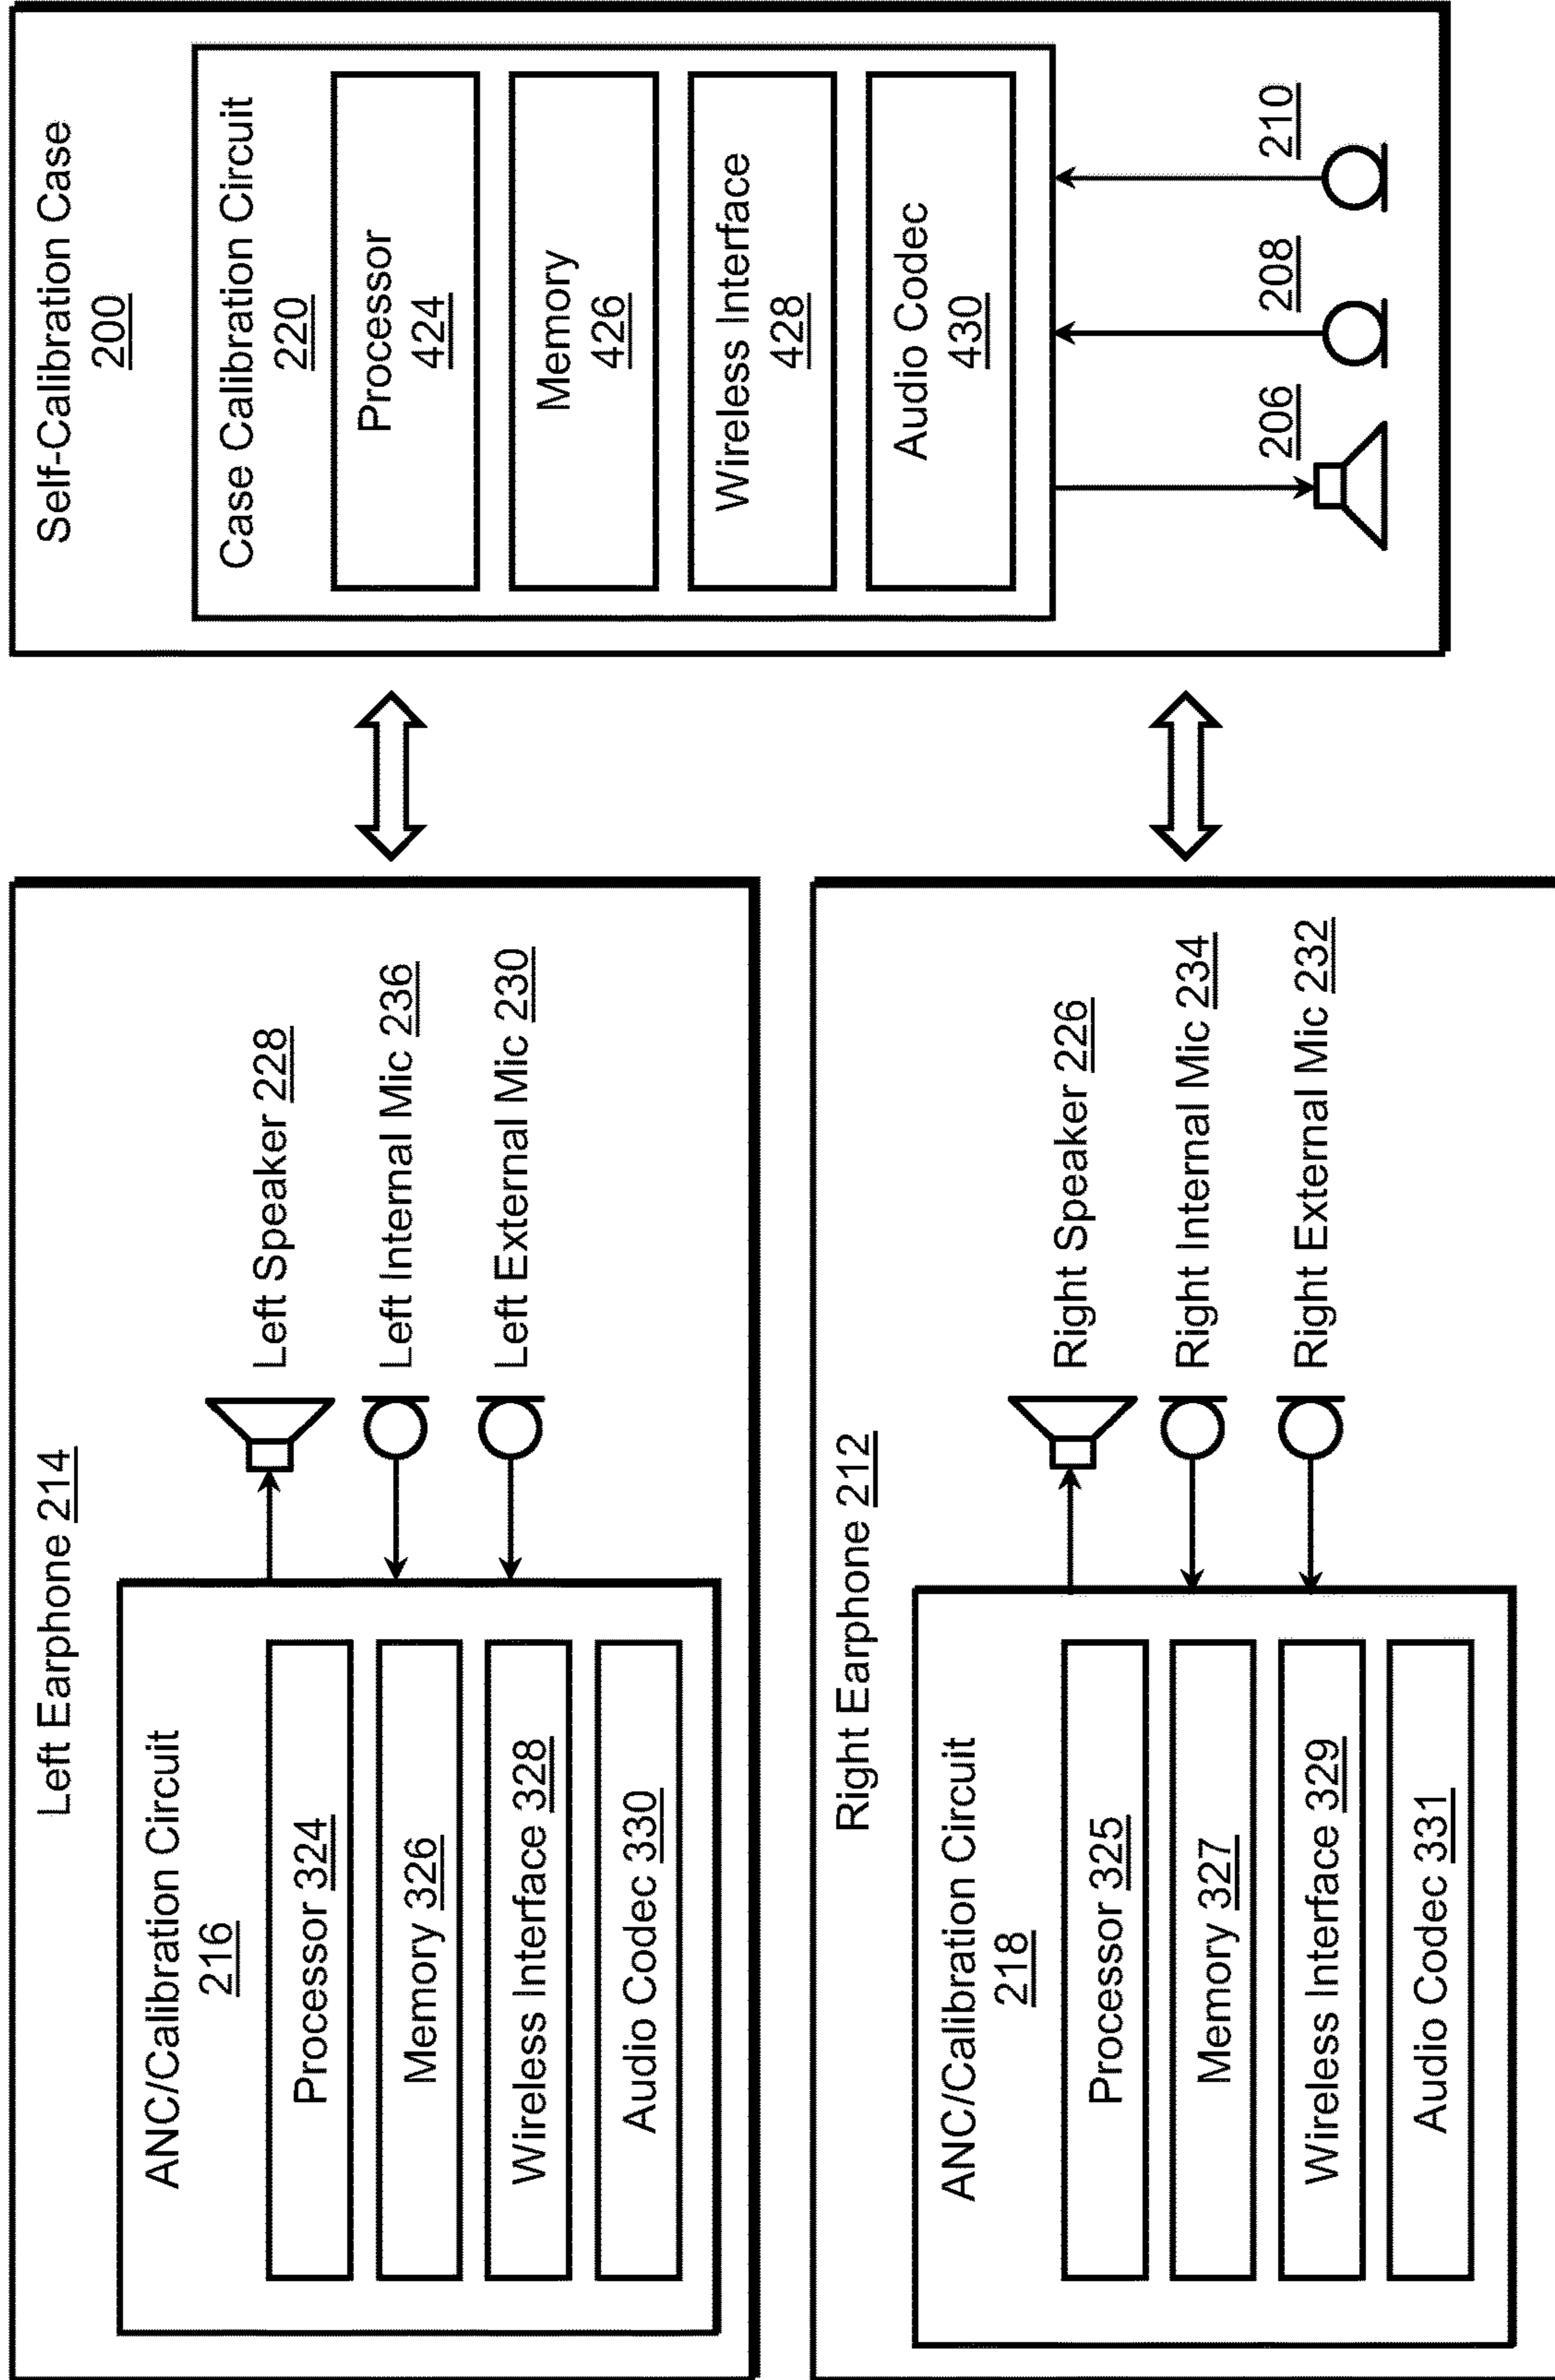 Left Earphone 214
ANC/Calibration Circuit
216
Processor 324
Memory 326
Wireless Interface 328
Audio Codec 330
Left Speaker 228
Left Internal Mic 236
Left External Mic 230
Right Earphone 212
ANC/Calibration Circuit
218
Processor 325
Memory 327
Wireless Interface 329
Audio Codec 331
Right Speaker 226
Right Internal Mic 234
Right External Mic 232
Self-Calibration Case
200
Case Calibration Circuit
220
Processor
424
Memory
426
Wireless Interface
428
Audio Codec
430
206
208
210